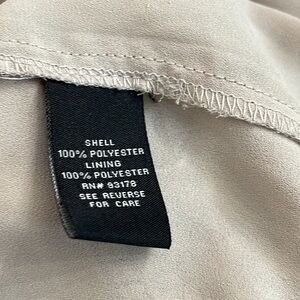 SHELL
100% POLYESTER
LINING
100% POLYESTER
RN# 93178
SEE REVERSE
FOR CARE